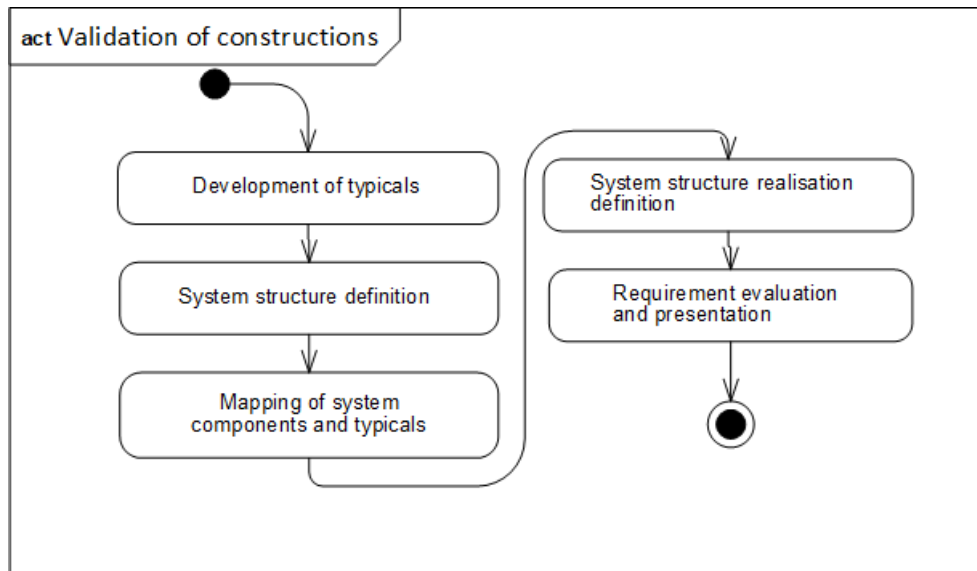 act Validation of constructions
Development of typicals
System structure definition
Mapping of system
components and typicals
System structure realisation
definition
Requirement evaluation
and presentation